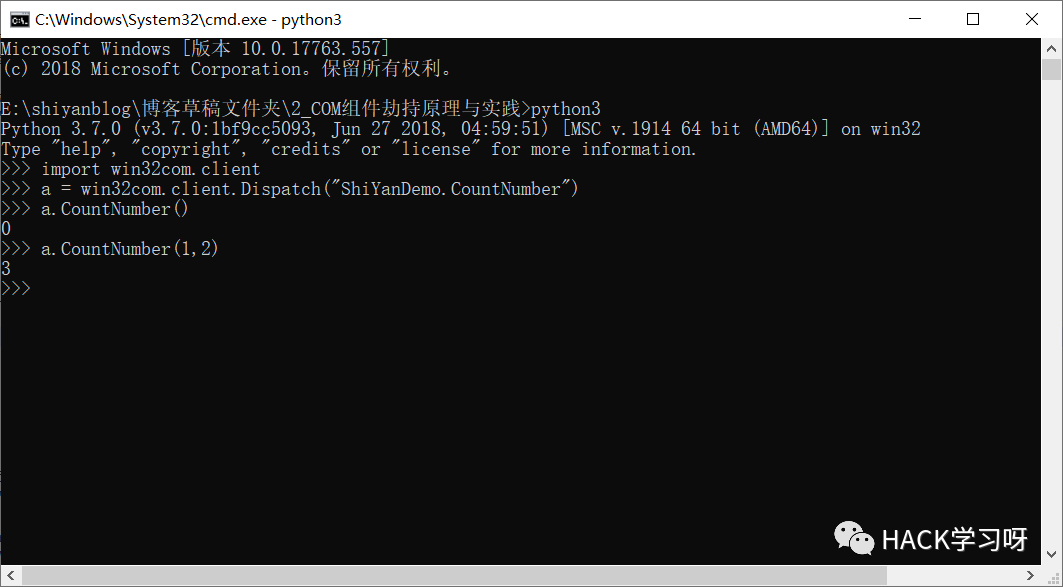 C:\Windows\System32\cmd.exe - python3
Microsoft Windows [版本 10.0.17763.557]
(c) 2018 Microsoft Corporation。保留所有权利。
E:\shiyanblog\博客草稿文件夹\2_COM组件劫持原理与实践>python3
Python 3.7.0 (v3.7.0:1bf9cc5093, Jun 27 2018, 04:59:51) [MSC v.1914 64 bit (AMD64)] on win32
Type "help", "copyright", "credits" or "license" for more information.
>>> import win32com.client
>>> a = win32com.client.Dispatch("ShiYanDemo.CountNumber")
>>> a.CountNumber()
0
>>> a.CountNumber(1,2)
3
>>>
HACK学习呀